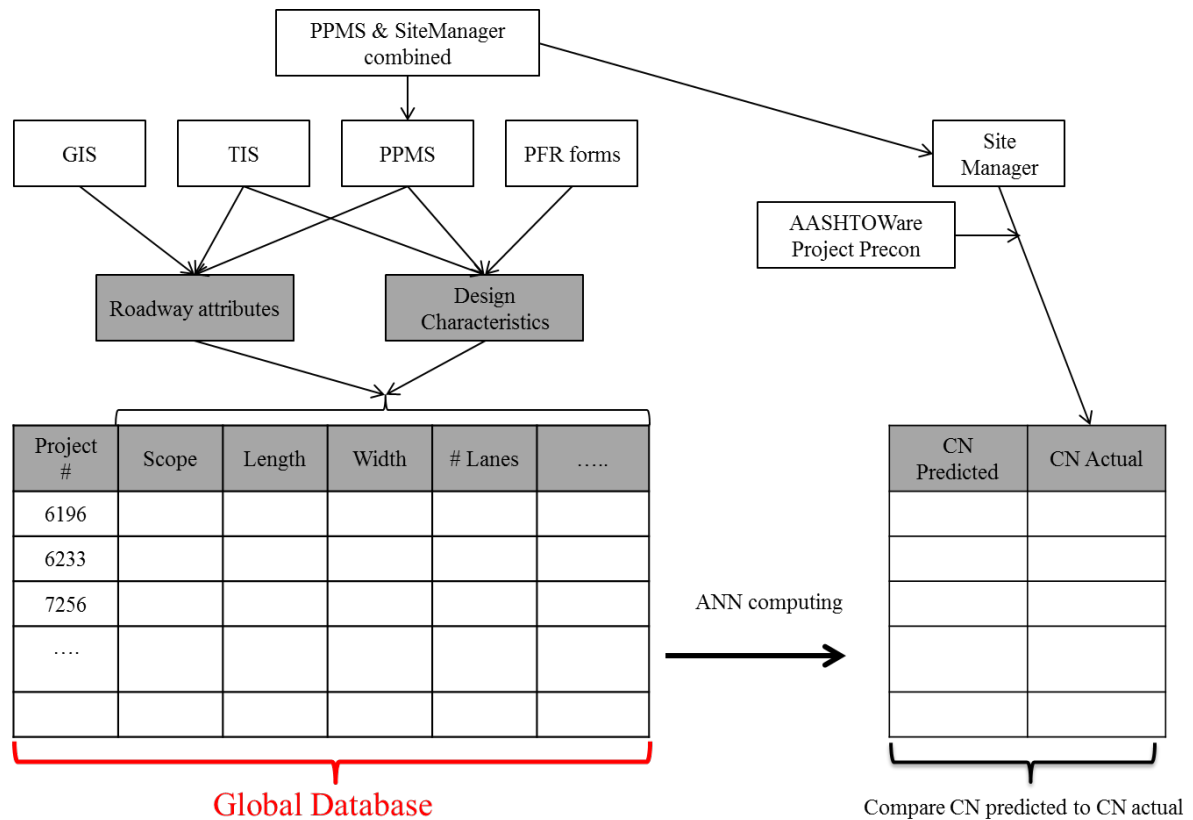 PPMS & SiteManager
combined
GIS
TIS
PPMS
PFR forms
Site
Manager
AASHTOWare
Project Precon
Roadway attributes
Design
Characteristics
Project
#
Scope
Length
Width
# Lanes
…..
CN
Predicted
CN Actual
6196
6233
7256
….
ANN computing
Global Database
Compare CN predicted to CN actual